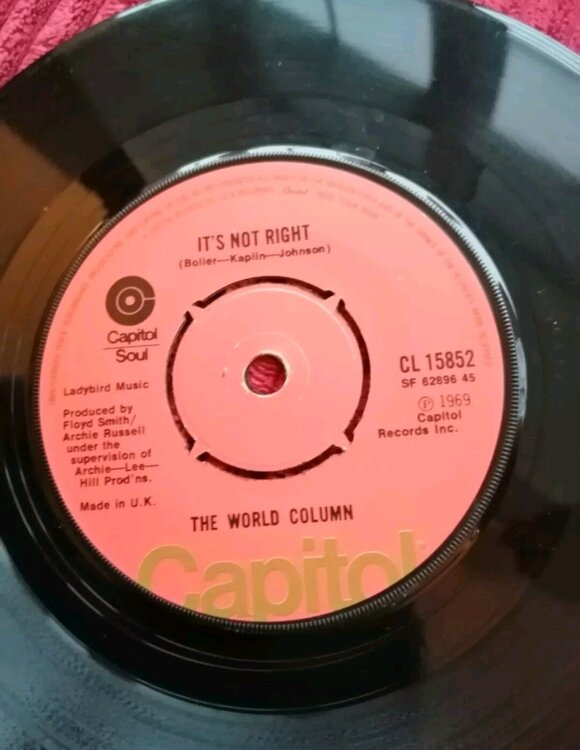 IT'S NOT RIGHT
(Boller—Kaplin—Johnson)
Capitol
Soul
CL 15852
SF 62896 45
Ⓟ 1969
Capitol
Records Inc.
Ladybird Music
Produced by
Floyd Smith/
Archie Russell
under the
supervision of
Archie—Lee—
Hill Prod'ns.
Made in U.K.
THE WORLD COLUMN
Capitol